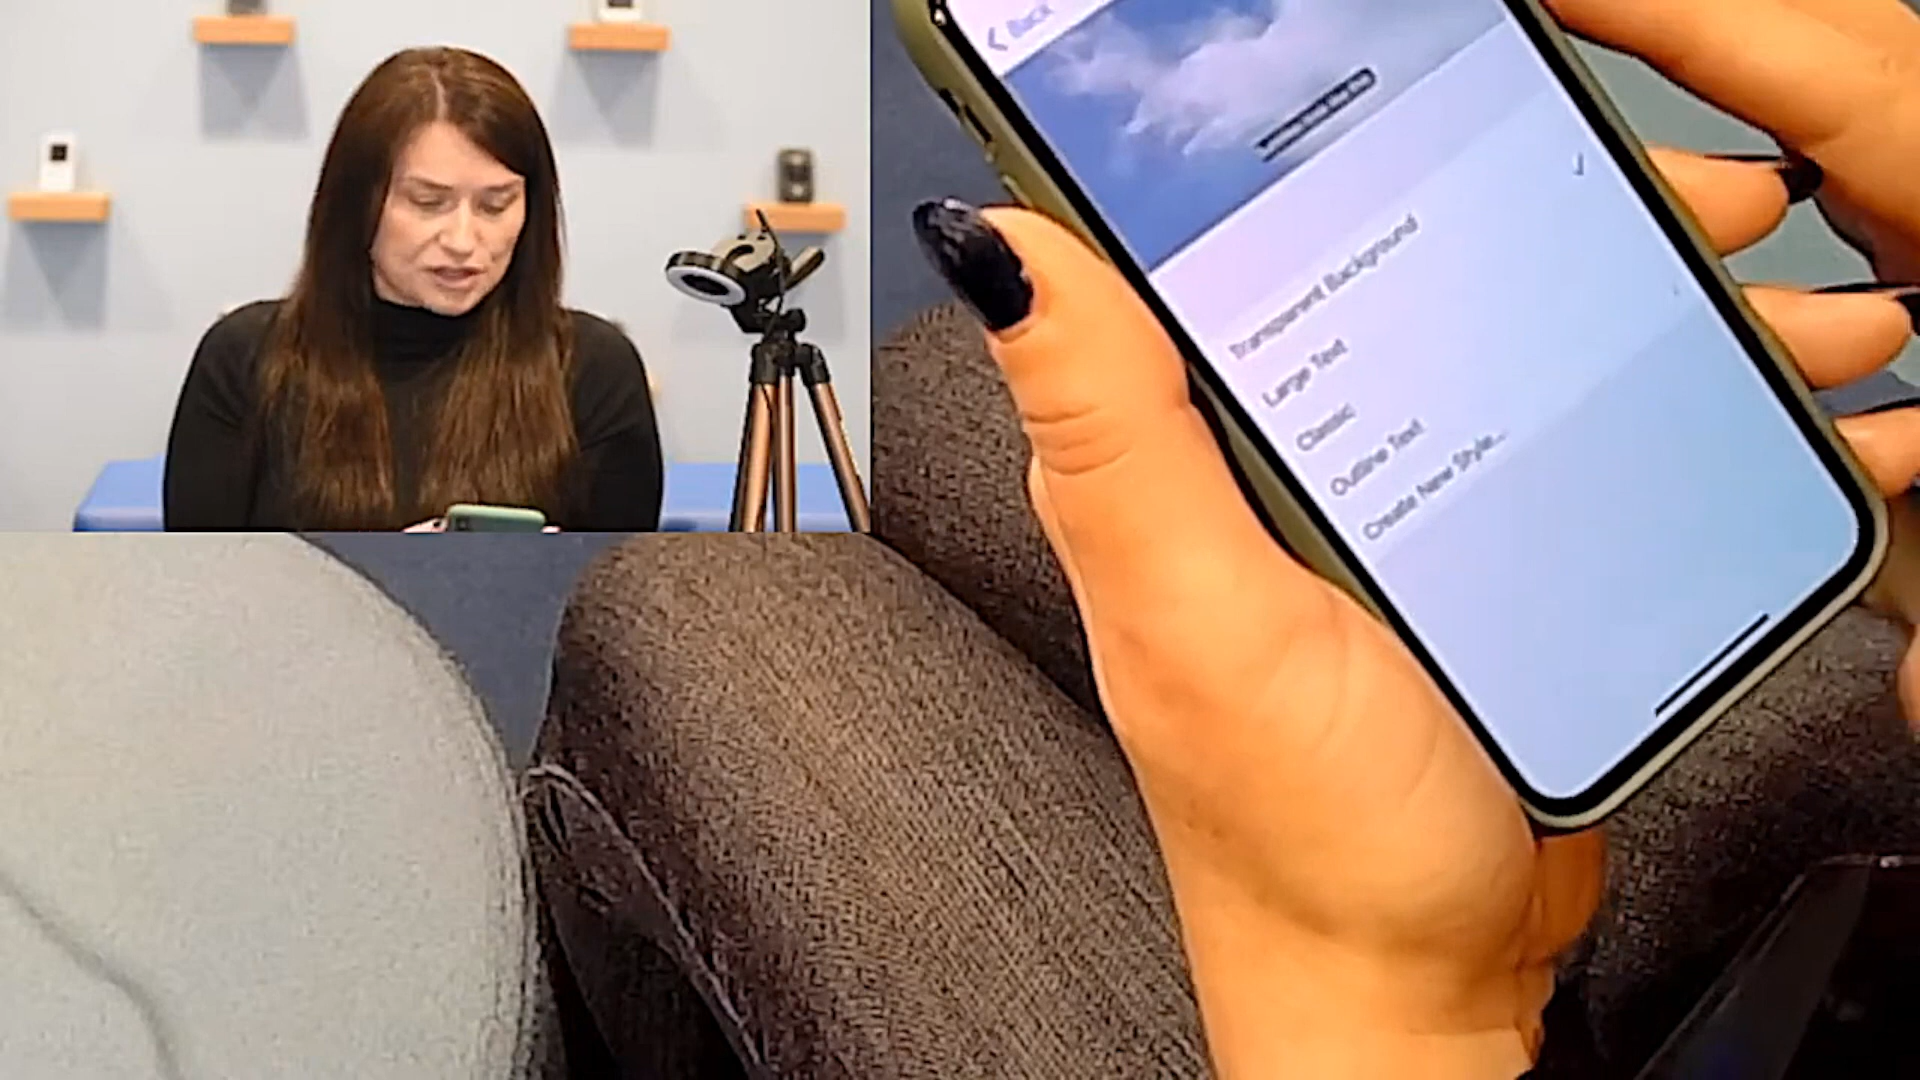 Back
Transparent Background
Large Text
Classic
Outline Text
Create New Style...